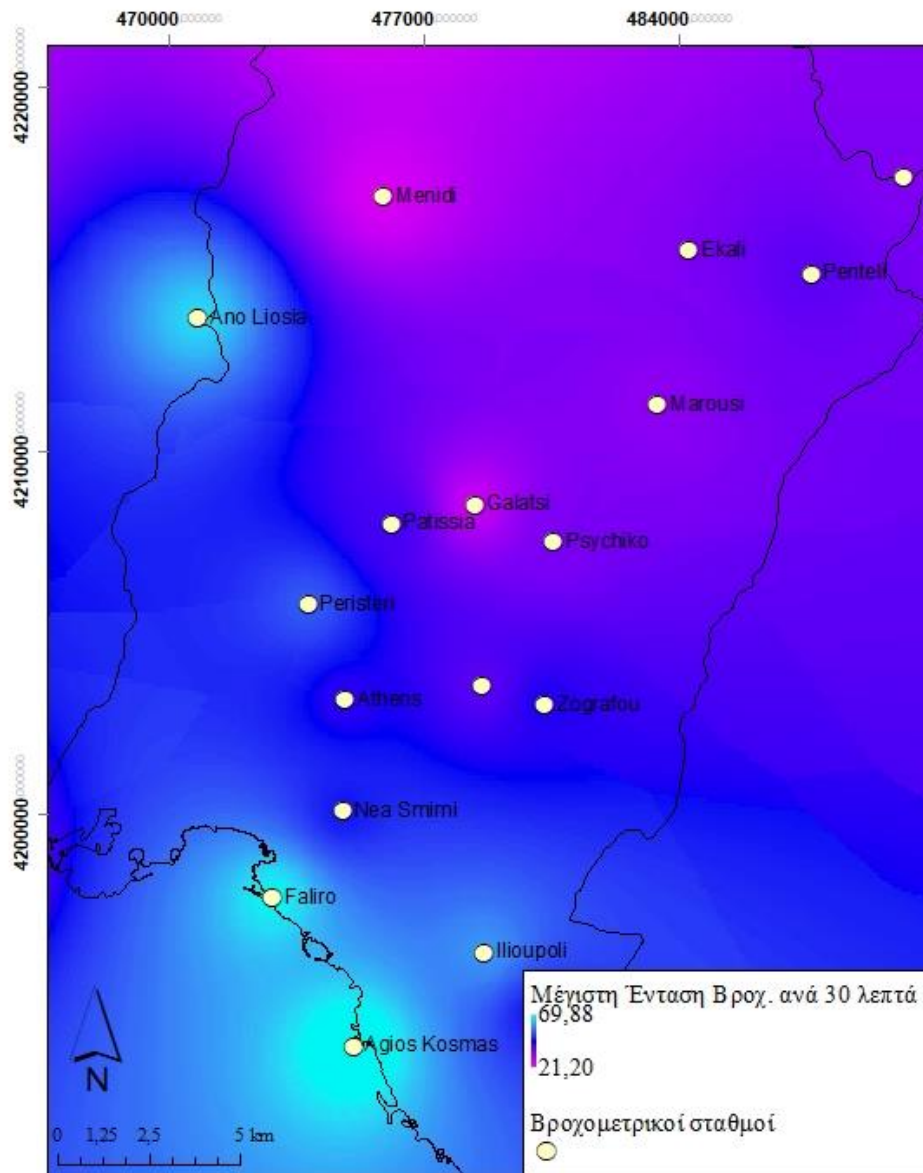 470000 477000 484000
4220000
4210000
4200000
Menidi
Ekali
Penteli
Ano Liosia
Marousi
Galatsi
Patissia
Psychiko
Peristeri
Athens
Zografou
Nea Smirni
Faliro
Ilioupoli
Agios Kosmas
N
0 1,25 2,5 5 km
Μέγιστη Ένταση Βροχ. ανά 30 λεπτά
69,88
21,20
Βροχομετρικοί σταθμοί